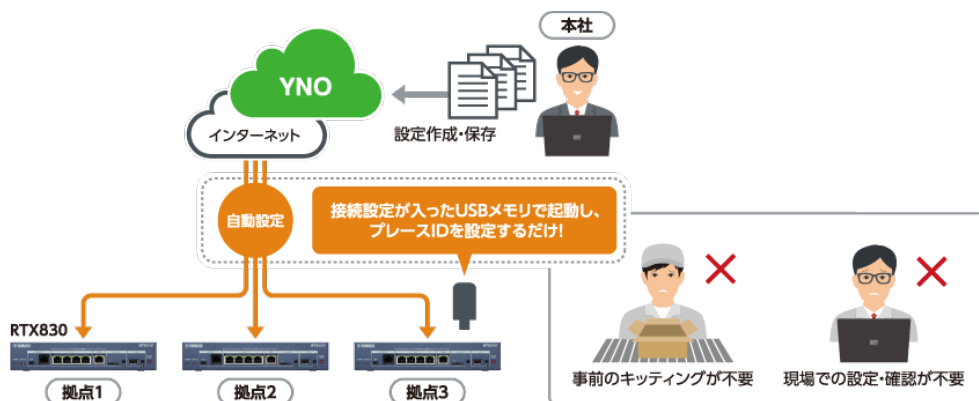 本社
YNO
インターネット
設定作成・保存
自動設定
接続設定が入ったUSBメモリで起動し、
プレースIDを設定するだけ!
RTX830
拠点1
拠点2
拠点3
事前のキッティングが不要
現場での設定・確認が不要